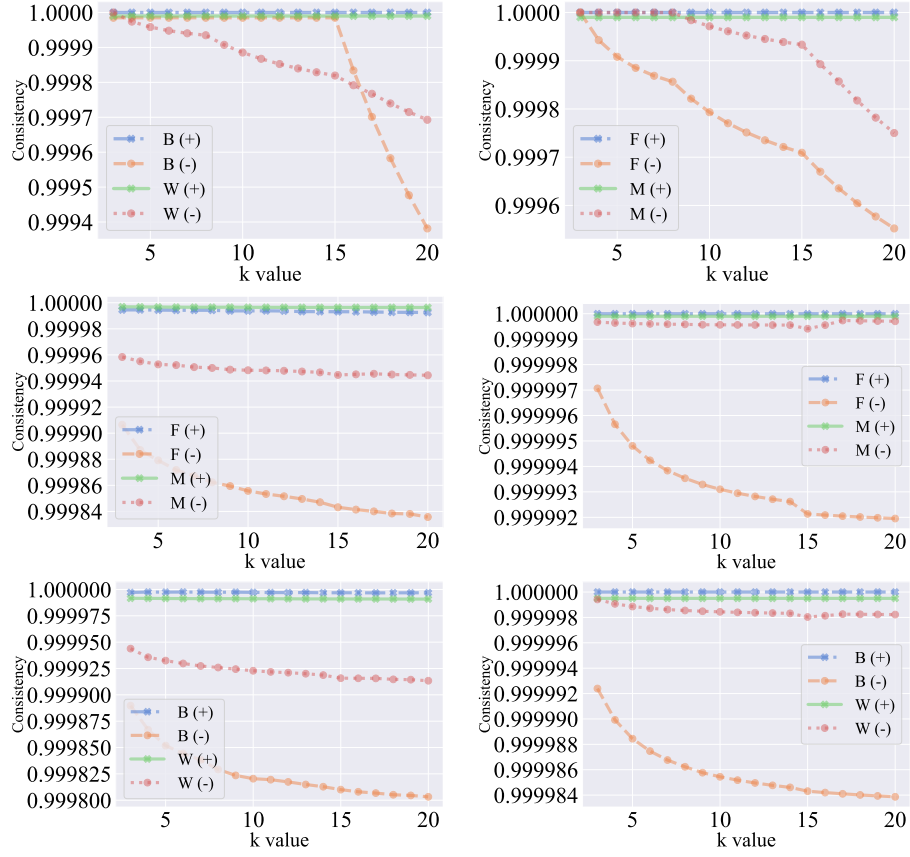 1.0000
0.9999
0.9998
0.9997
0.9996
0.9995
0.9994
Consistency
B (+)
B (-)
W (+)
W (-)
5 10 15 20
k value
1.0000
0.9999
0.9998
0.9997
0.9996
Consistency
F (+)
F (-)
M (+)
M (-)
5 10 15 20
k value
1.00000
0.99998
0.99996
0.99994
0.99992
0.99990
0.99988
0.99986
0.99984
Consistency
F (+)
F (-)
M (+)
M (-)
5 10 15 20
k value
1.000000
0.999999
0.999998
0.999997
0.999996
0.999995
0.999994
0.999993
0.999992
Consistency
F (+)
F (-)
M (+)
M (-)
5 10 15 20
k value
1.000000
0.999975
0.999950
0.999925
0.999900
0.999875
0.999850
0.999825
0.999800
Consistency
B (+)
B (-)
W (+)
W (-)
5 10 15 20
k value
1.000000
0.999998
0.999996
0.999994
0.999992
0.999990
0.999988
0.999986
0.999984
Consistency
B (+)
B (-)
W (+)
W (-)
5 10 15 20
k value